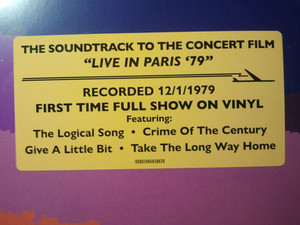 THE SOUNDTRACK TO THE CONCERT FILM
"LIVE IN PARIS '79"
RECORDED 12/1/1979
FIRST TIME FULL SHOW ON VINYL
Featuring:
The Logical Song • Crime Of The Century
Give A Little Bit • Take The Long Way Home